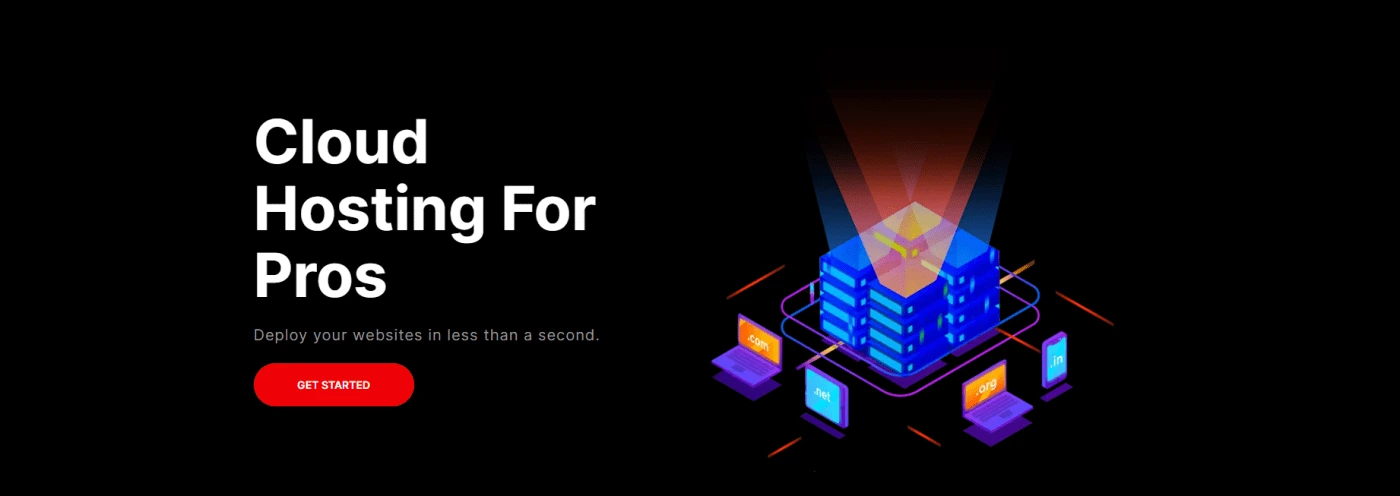 Cloud
Hosting For
Pros
Deploy your websites in less than a second.
GET STARTED
.com
.net
.org
.in